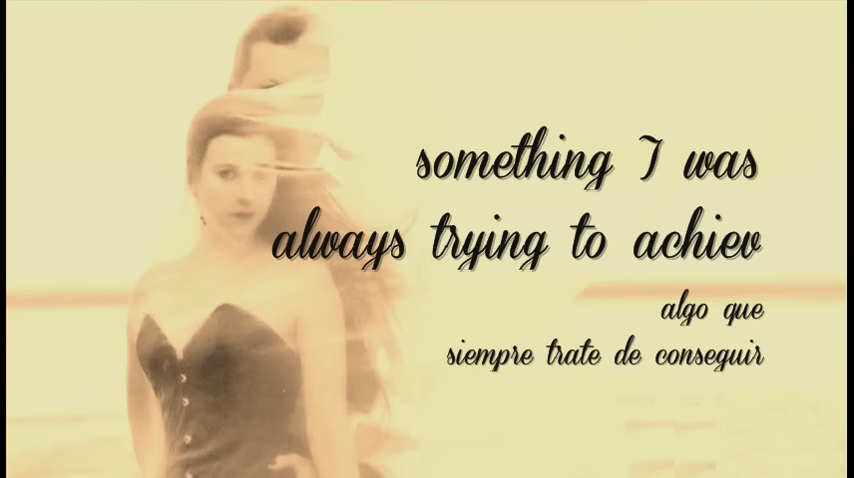 something I was
always trying to achiev
algo que
siempre trate de conseguir